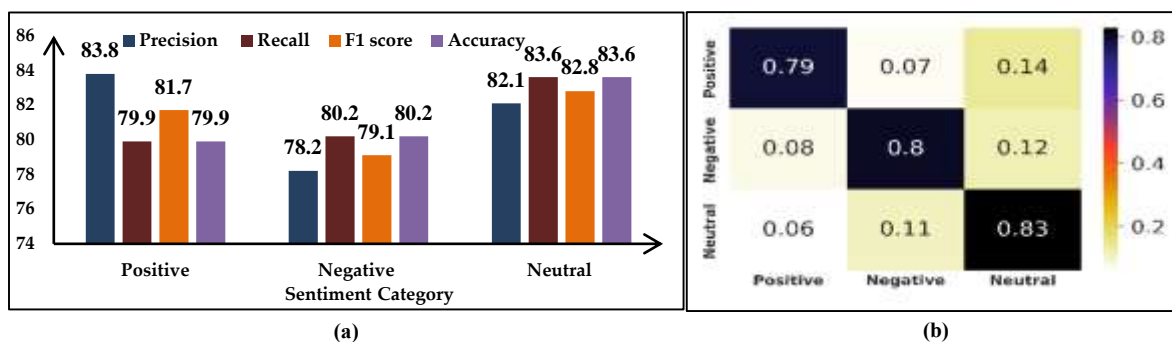 Precision Recall F1 score Accuracy
86
84
82
80
78
76
74
83.8
79.9
81.7
79.9
78.2
80.2
79.1
80.2
82.1
83.6
82.8
83.6
Positive Negative Neutral
Sentiment Category
(a)
Positive
Negative
Neutral
0.79 0.07 0.14
0.08 0.8 0.12
0.06 0.11 0.83
Positive Negative Neutral
0.8
0.6
0.4
0.2
(b)